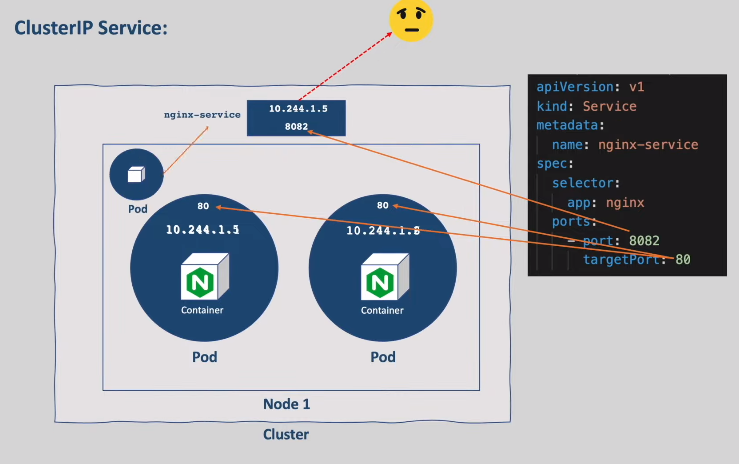 ClusterIP Service:
10.244.1.5
nginx-service
8082
Pod
80
10.244.1.5
N
Container
Pod
80
10.244.1.8
N
Container
Pod
Node 1
Cluster
apiVersion: v1
kind: Service
metadata:
name: nginx-service
spec:
selector:
app: nginx
ports:
- port: 8082
targetPort: 80